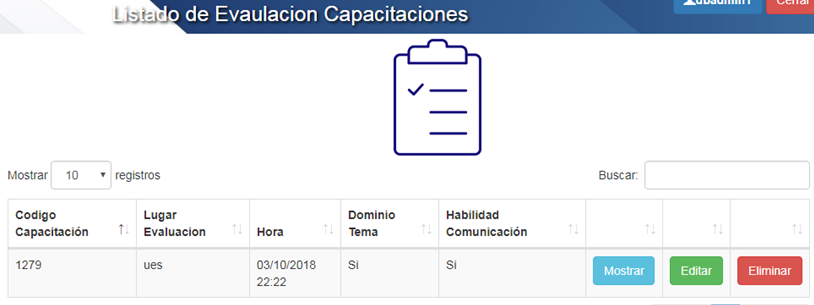 ubadmin1 Cerrar
Listado de Evaulacion Capacitaciones
Mostrar 10 registros Buscar:
Codigo Capacitación Lugar Evaluacion Hora Dominio Tema Habilidad Comunicación
1279 ues 03/10/2018 22:22 Si Si Mostrar Editar Eliminar